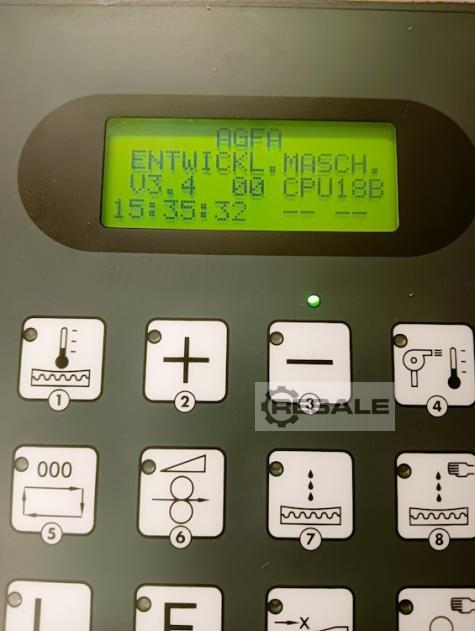 AGFA
ENTWICKL.MASCH.
V3.4 00 CPU18B
15:35:32 -- --
1
+
2
−
3
4
RESALE
000
5
6
7
8
E
X